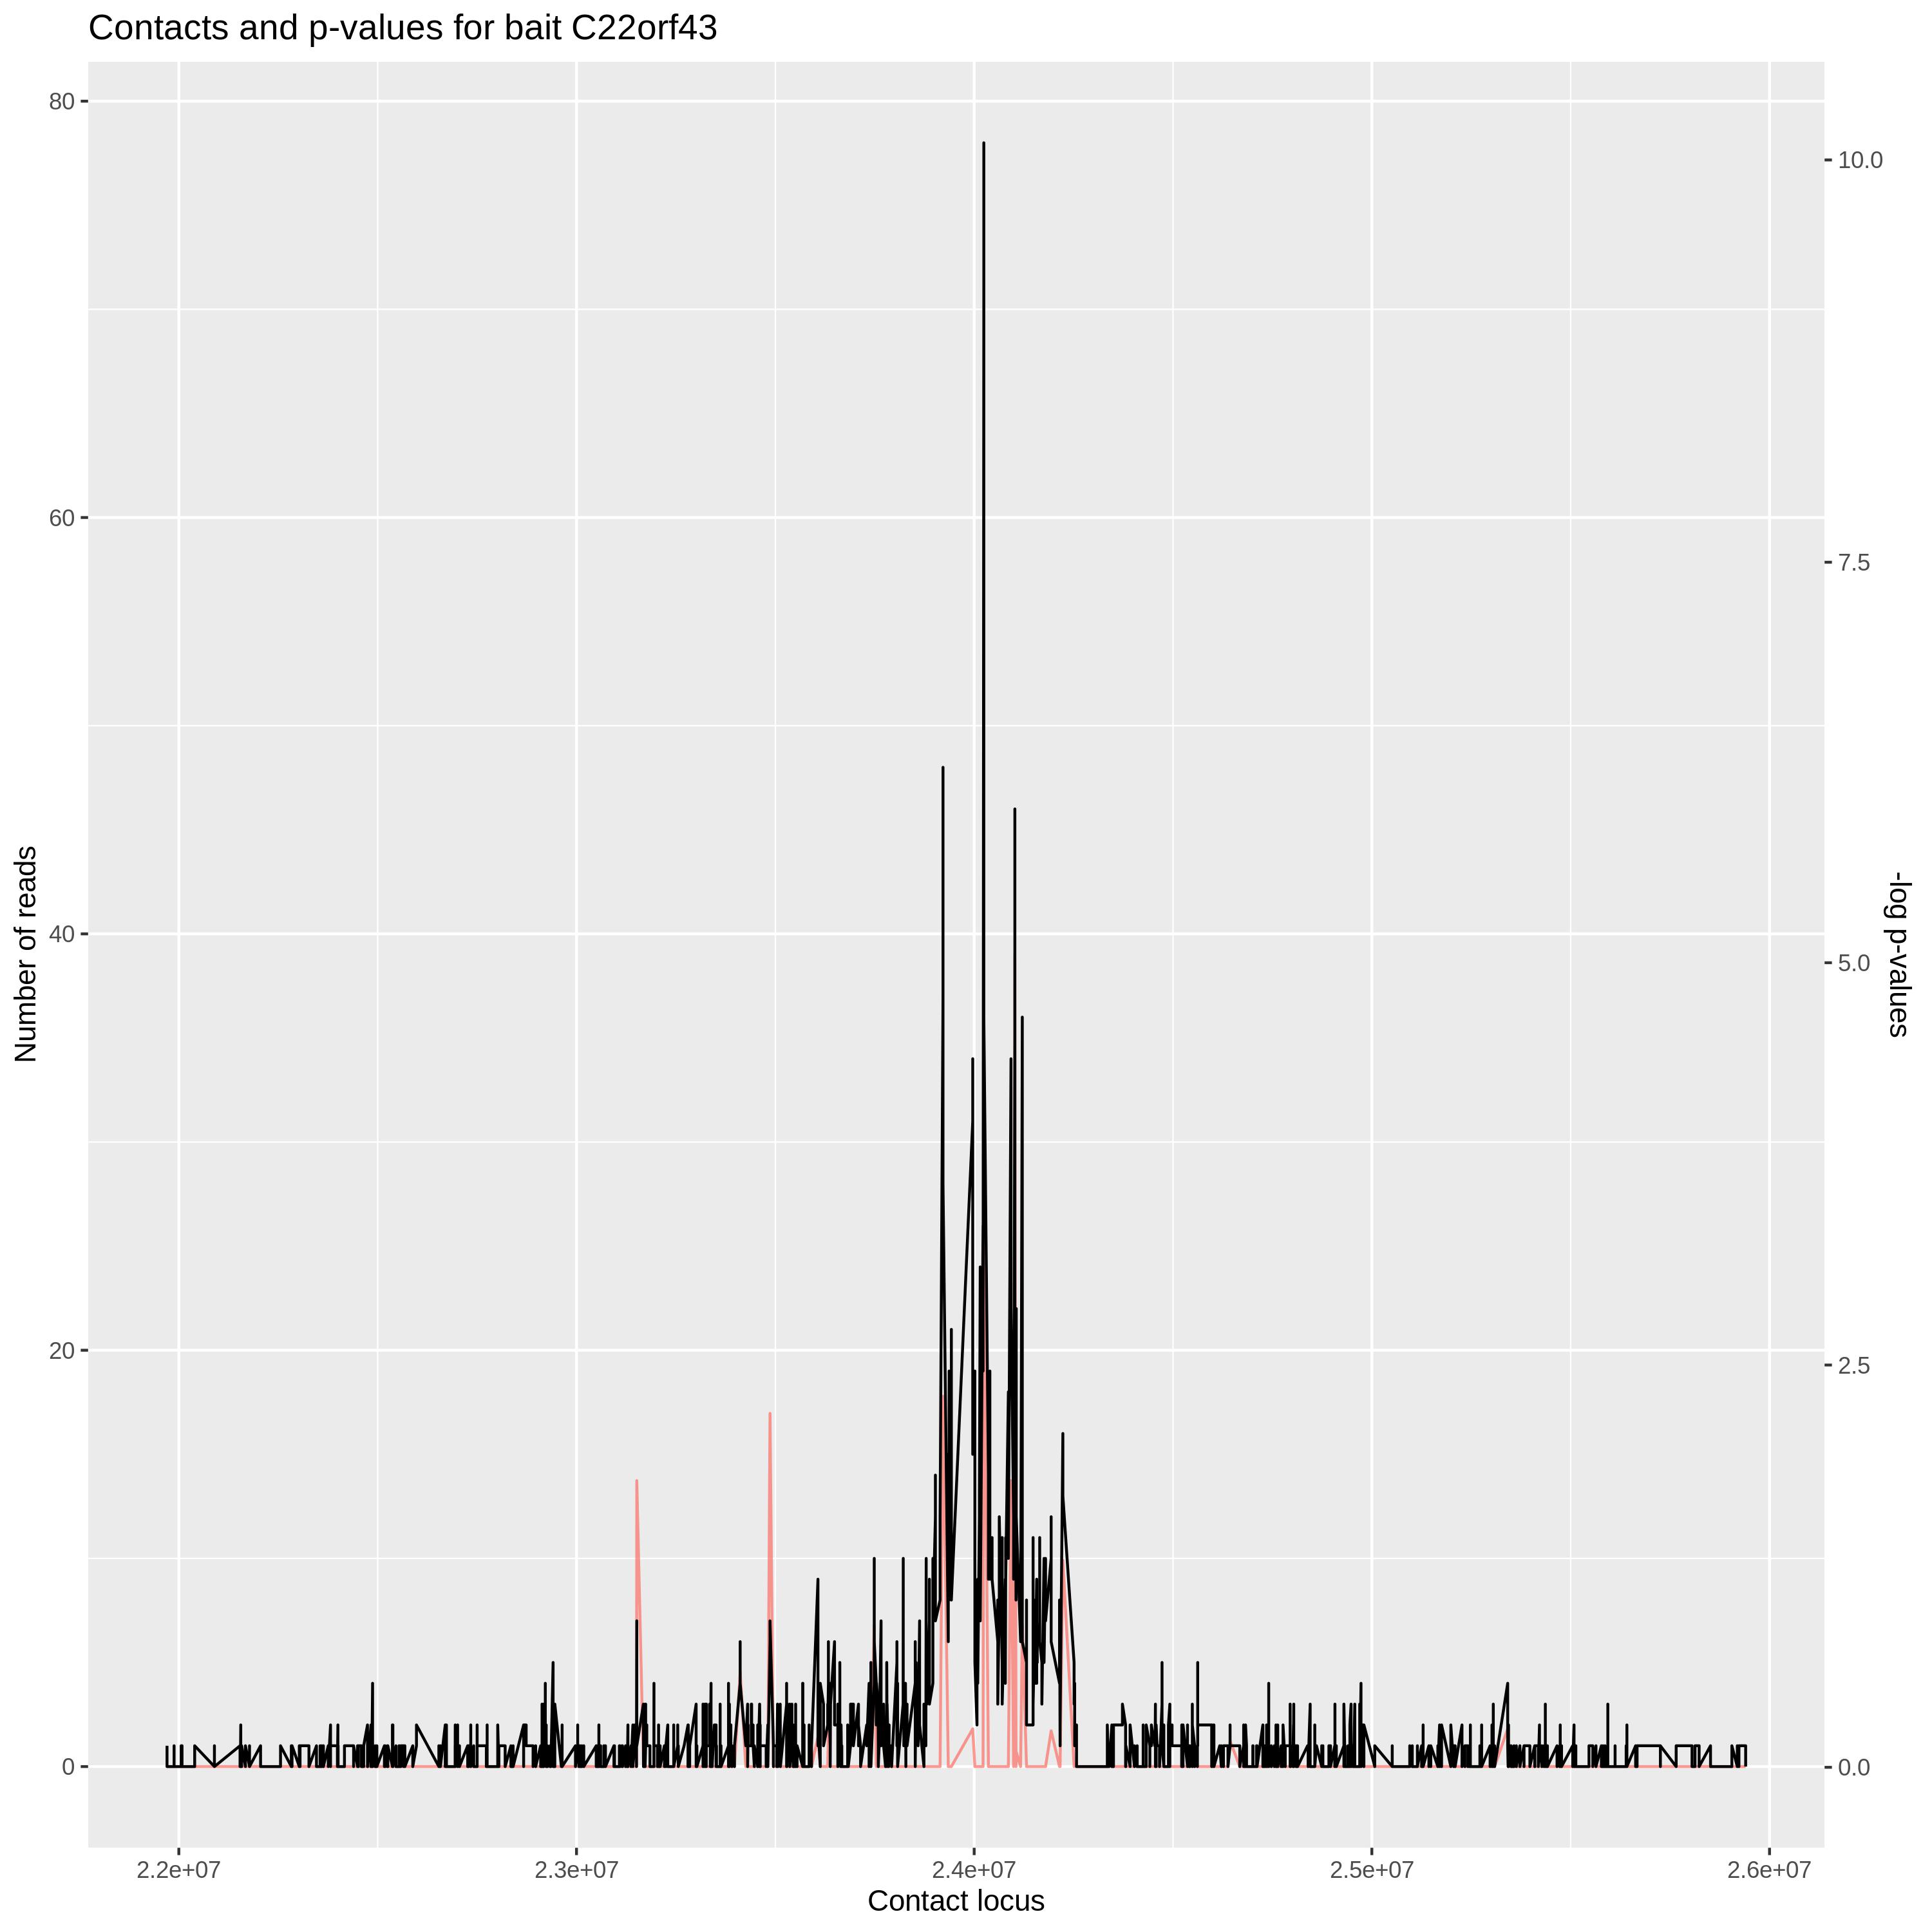 Contacts and p-values for bait C22orf43
80
60
40
20
0
Number of reads
10.0
7.5
5.0
2.5
0.0
-log p-values
2.2e+07
2.3e+07
2.4e+07
2.5e+07
2.6e+07
Contact locus